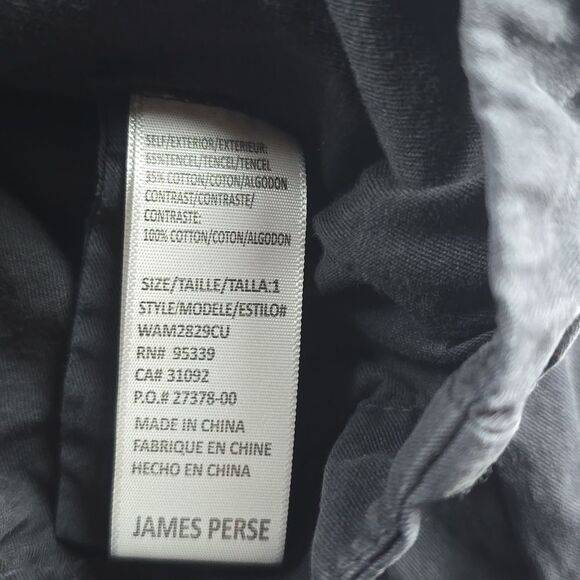 SELF/EXTERIOR/EXTERIEUR:
65%TENCEL/TENCEL/TENCEL
35% COTTON/COTON/ALGODON
CONTRAST/CONTRASTE/
CONTRASTE:
100% COTTON/COTON/ALGODON
SIZE/TAILLE/TALLA:1
STYLE/MODELE/ESTILO#
WAM2829CU
RN# 95339
CA# 31092
P.O.# 27378-00
MADE IN CHINA
FABRIQUE EN CHINE
HECHO EN CHINA
JAMES PERSE